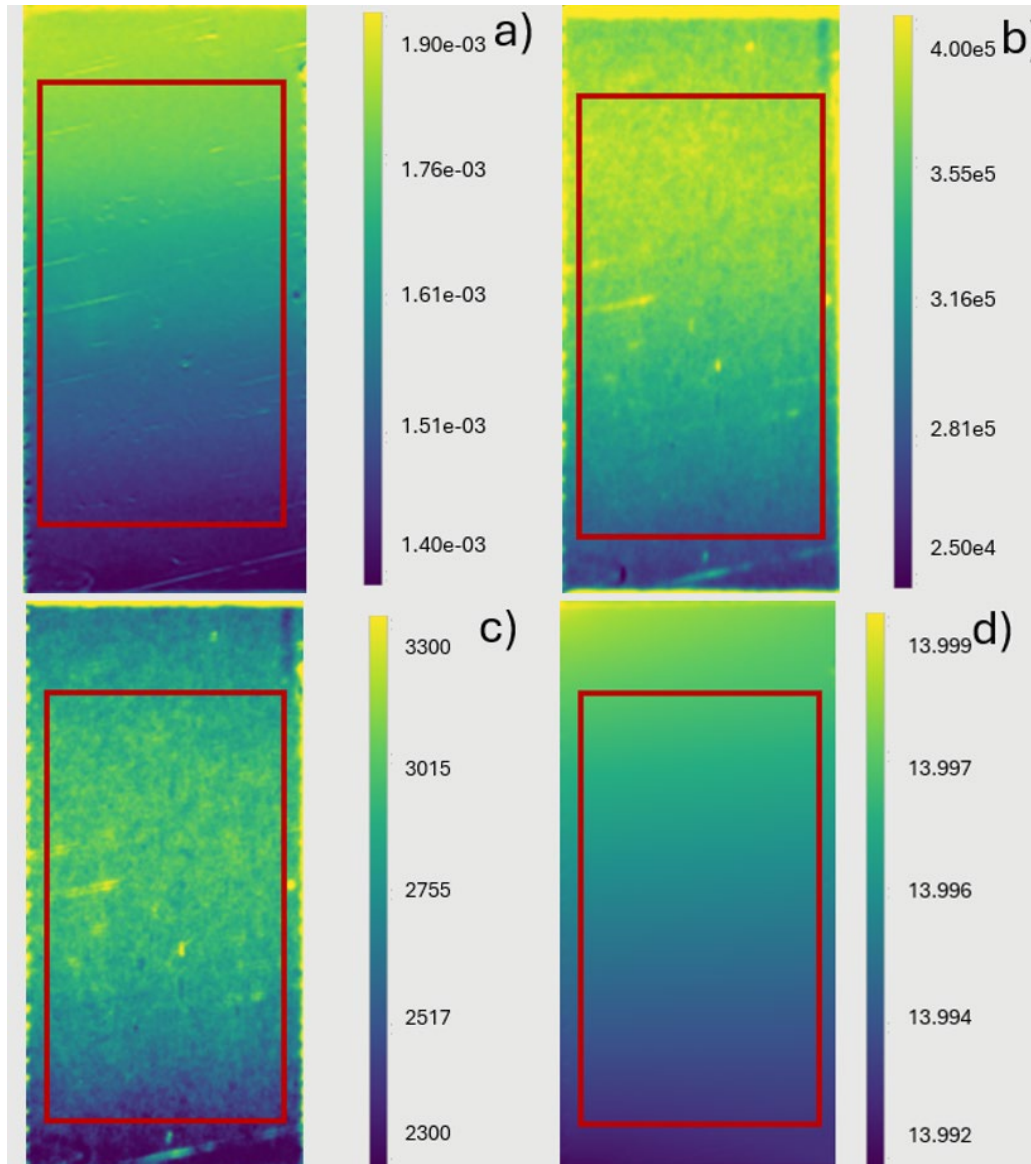 a)
1.90e-03
1.76e-03
1.61e-03
1.51e-03
1.40e-03
b)
4.00e5
3.55e5
3.16e5
2.81e5
2.50e4
c)
3300
3015
2755
2517
2300
d)
13.999
13.997
13.996
13.994
13.992